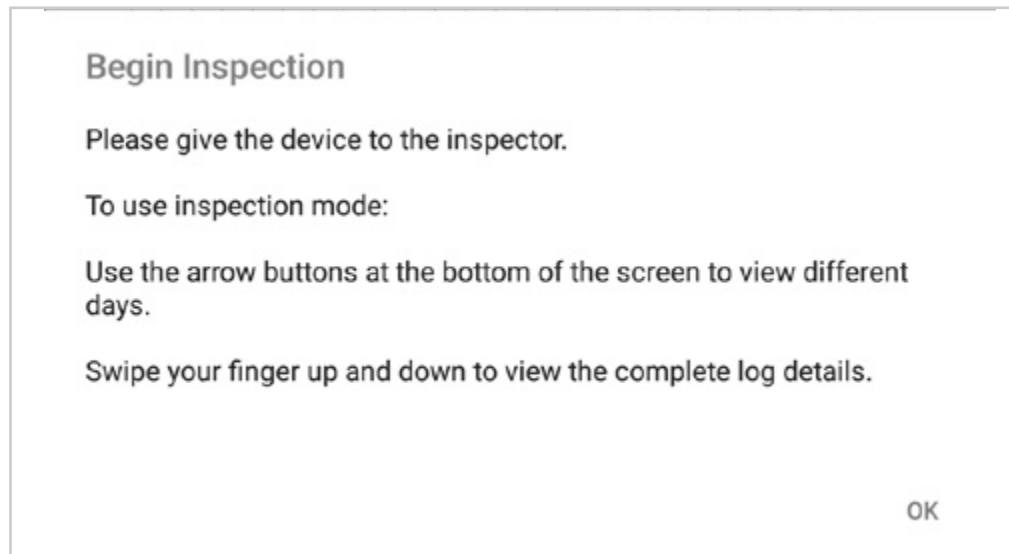 Begin Inspection
Please give the device to the inspector.
To use inspection mode:
Use the arrow buttons at the bottom of the screen to view different
days.
Swipe your finger up and down to view the complete log details.
OK